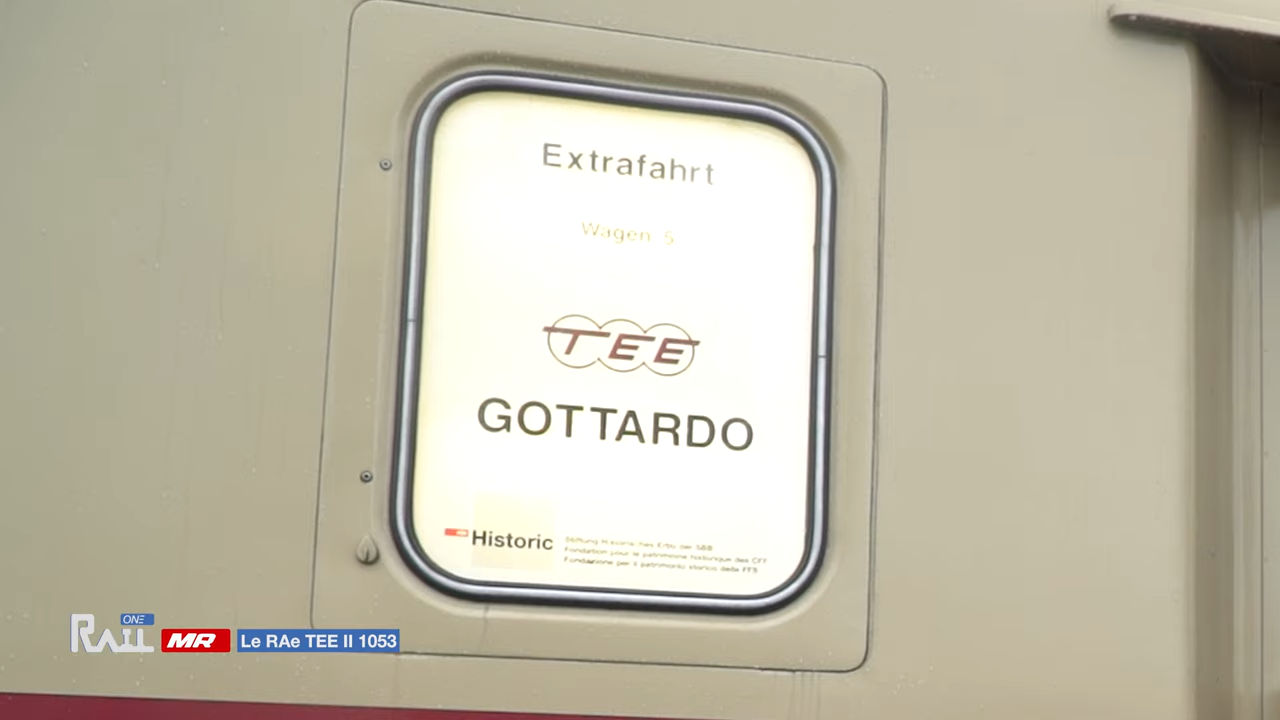 Extrafahrt
Wagen 5
TEE
GOTTARDO
Historic
Stiftung Historisches Erbe der SBB
Fondation pour le patrimoine historique des CFF
Fondazione per il patrimonio storico delle FFS
RAIL ONE
MR
Le RAe TEE II 1053